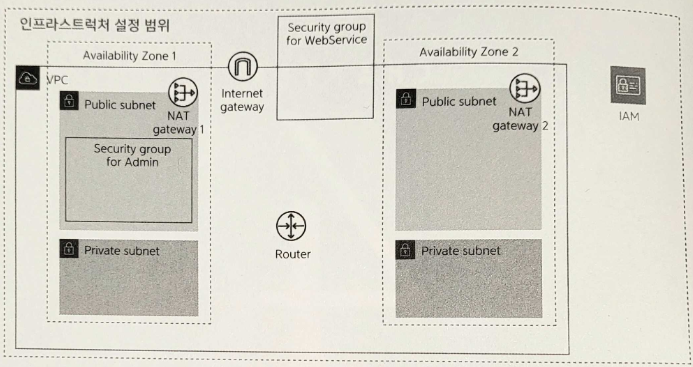 인프라스트럭처 설정 범위
Security group
for WebService
Availability Zone 1
Availability Zone 2
VPC
Internet
gateway
Public subnet
NAT
gateway 1
Public subnet
NAT
gateway 2
IAM
Security group
for Admin
Router
Private subnet
Private subnet